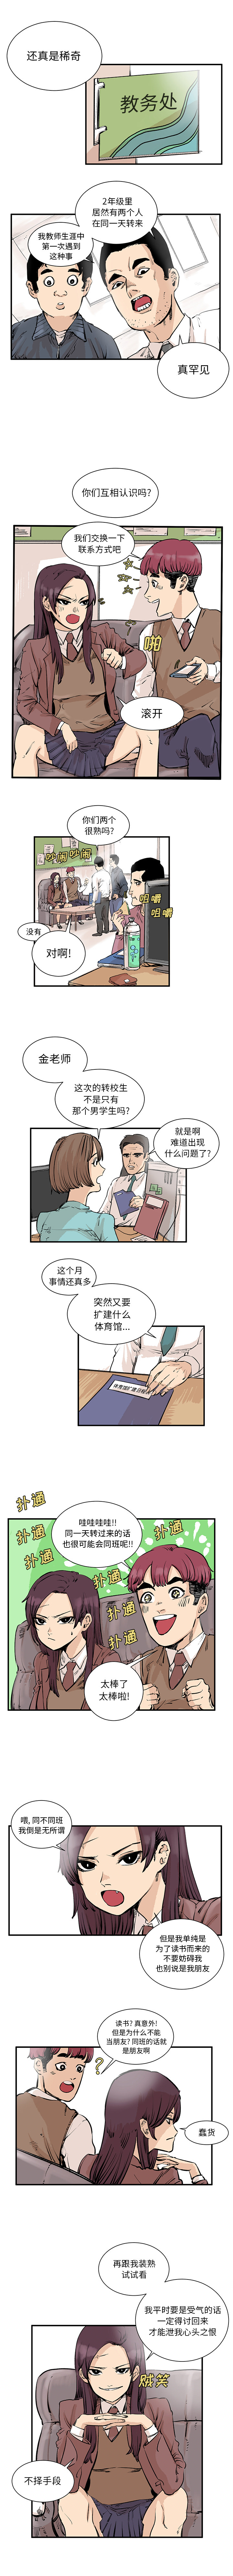 还真是稀奇
教务处
2年级里
居然有两个人
在同一天转来
我教师生涯中
第一次遇到
这种事
真罕见
你们互相认识吗?
我们交换一下
联系方式吧
啪
滚开
你们两个
很熟吗?
吵闹吵闹
咀嚼
咀嚼
没有
对啊!
金老师
这次的转校生
不是只有
那个男学生吗?
就是啊
难道出现
什么问题了?
这个月
事情还真多
突然又要
扩建什么
体育馆...
扑通
扑通
扑通
哇哇哇哇!!
同一天转过来的话
也很可能会同班呢!!
扑通
扑通
扑通
扑通
太棒了
太棒啦!
喂, 同不同班
我倒是无所谓
但是我单纯是
为了读书而来的
不要妨碍我
也别说是我朋友
读书? 真意外!
但是为什么不能
当朋友? 同班的话就
是朋友啊
?
蠢货
再跟我装熟
试试看
我平时要是受气的话
一定得讨回来
才能泄我心头之恨
贼笑
不择手段